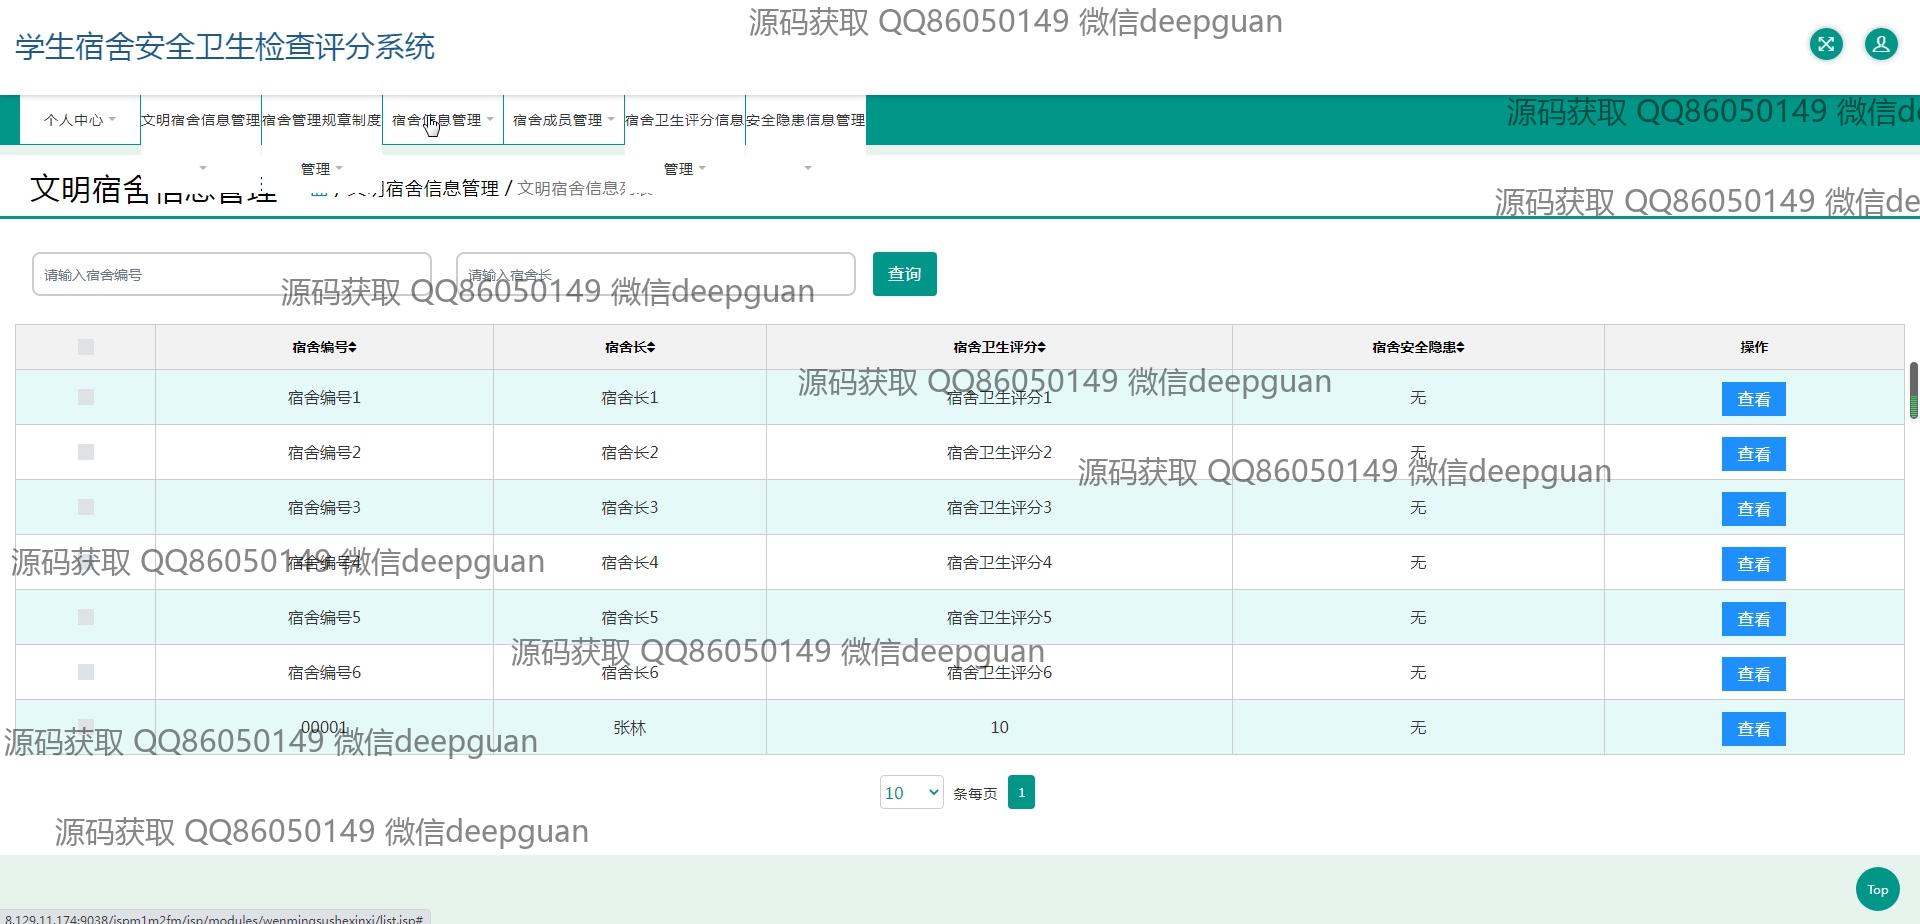 源码获取 QQ86050149 微信deepguan
学生宿舍安全卫生检查评分系统
个人中心 文明宿舍信息管理 宿舍管理规章制度管理 宿舍信息管理 宿舍成员管理 宿舍卫生评分信息管理 安全隐患信息管理
源码获取 QQ86050149 微信de
文明宿舍信息管理 / 文明宿舍信息管理 / 文明宿舍信息列表
源码获取 QQ86050149 微信de
请输入宿舍编号 请输入宿舍长 查询
源码获取 QQ86050149 微信deepguan
宿舍编号 宿舍长 宿舍卫生评分 宿舍安全隐患 操作
源码获取 QQ86050149 微信deepguan
宿舍编号1 宿舍长1 宿舍卫生评分1 无 查看
宿舍编号2 宿舍长2 宿舍卫生评分2 无 查看
源码获取 QQ86050149 微信deepguan
宿舍编号3 宿舍长3 宿舍卫生评分3 无 查看
宿舍编号4 宿舍长4 宿舍卫生评分4 无 查看
源码获取 QQ86050149 微信deepguan
宿舍编号5 宿舍长5 宿舍卫生评分5 无 查看
源码获取 QQ86050149 微信deepguan
宿舍编号6 宿舍长6 宿舍卫生评分6 无 查看
00001 张林 10 无 查看
源码获取 QQ86050149 微信deepguan
10 条每页 1
源码获取 QQ86050149 微信deepguan
Top
8.129.11.174:9038/jspm1m2fm/jsp/modules/wenmingsushexinxi/list.jsp#